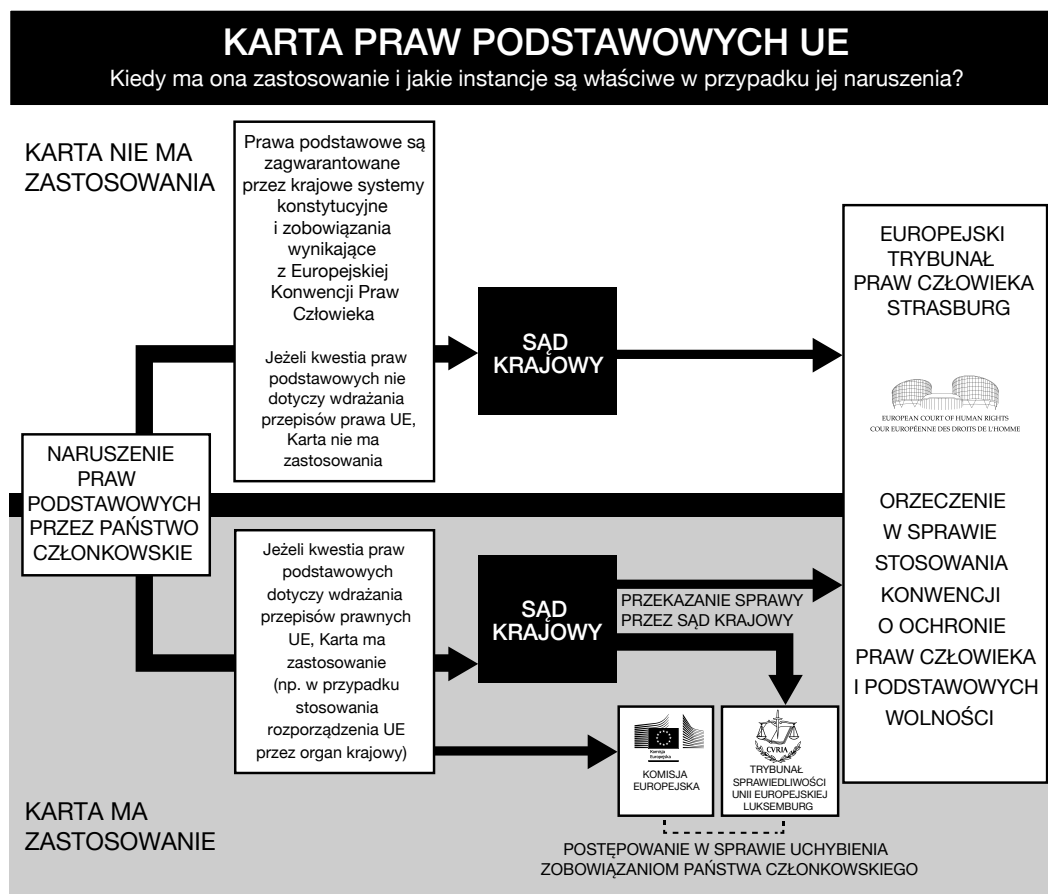 KARTA PRAW PODSTAWOWYCH UE
Kiedy ma ona zastosowanie i jakie instancje są właściwe w przypadku jej naruszenia?
KARTA NIE MA
ZASTOSOWANIA
Prawa podstawowe są
zagwarantowane
przez krajowe systemy
konstytucyjne
i zobowiązania
wynikające
z Europejskiej
Konwencji Praw
Człowieka
Jeżeli kwestia praw
podstawowych nie
dotyczy wdrażania
przepisów prawa UE,
Karta nie ma
zastosowania
SĄD
KRAJOWY
EUROPEJSKI
TRYBUNAŁ
PRAW CZŁOWIEKA
STRASBURG
EUROPEAN COURT OF HUMAN RIGHTS
COUR EUROPÉENNE DES DROITS DE L'HOMME
NARUSZENIE
PRAW
PODSTAWOWYCH
PRZEZ PAŃSTWO
CZŁONKOWSKIE
Jeżeli kwestia praw
podstawowych
dotyczy wdrażania
przepisów prawnych
UE, Karta ma
zastosowanie
(np. w przypadku
stosowania
rozporządzenia UE
przez organ krajowy)
SĄD
KRAJOWY
PRZEKAZANIE SPRAWY
PRZEZ SĄD KRAJOWY
ORZECZENIE
W SPRAWIE
STOSOWANIA
KONWENCJI
O OCHRONIE
PRAW CZŁOWIEKA
I PODSTAWOWYCH
WOLNOŚCI
Komisja
Europejska
KOMISJA
EUROPEJSKA
CVRIA
TRYBUNAŁ
SPRAWIEDLIWOŚCI
UNII EUROPEJSKIEJ
LUKSEMBURG
KARTA MA
ZASTOSOWANIE
POSTĘPOWANIE W SPRAWIE UCHYBIENIA
ZOBOWIĄZANIOM PAŃSTWA CZŁONKOWSKIEGO